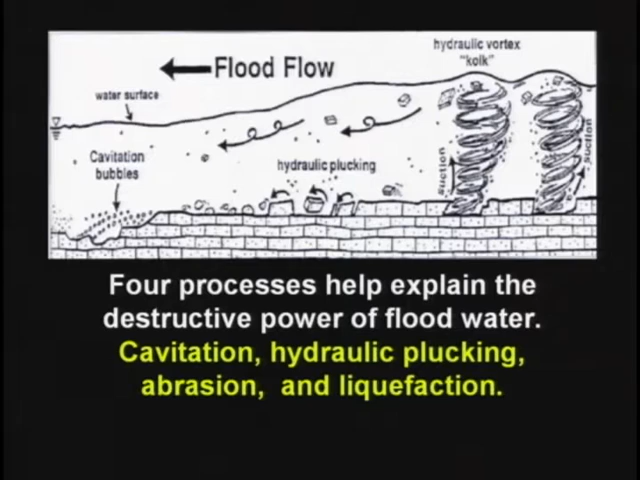 hydraulic vortex
"kolk"
Flood Flow
water surface
Cavitation
bubbles
hydraulic plucking
suction
suction
Four processes help explain the
destructive power of flood water.
Cavitation, hydraulic plucking,
abrasion,  and liquefaction.